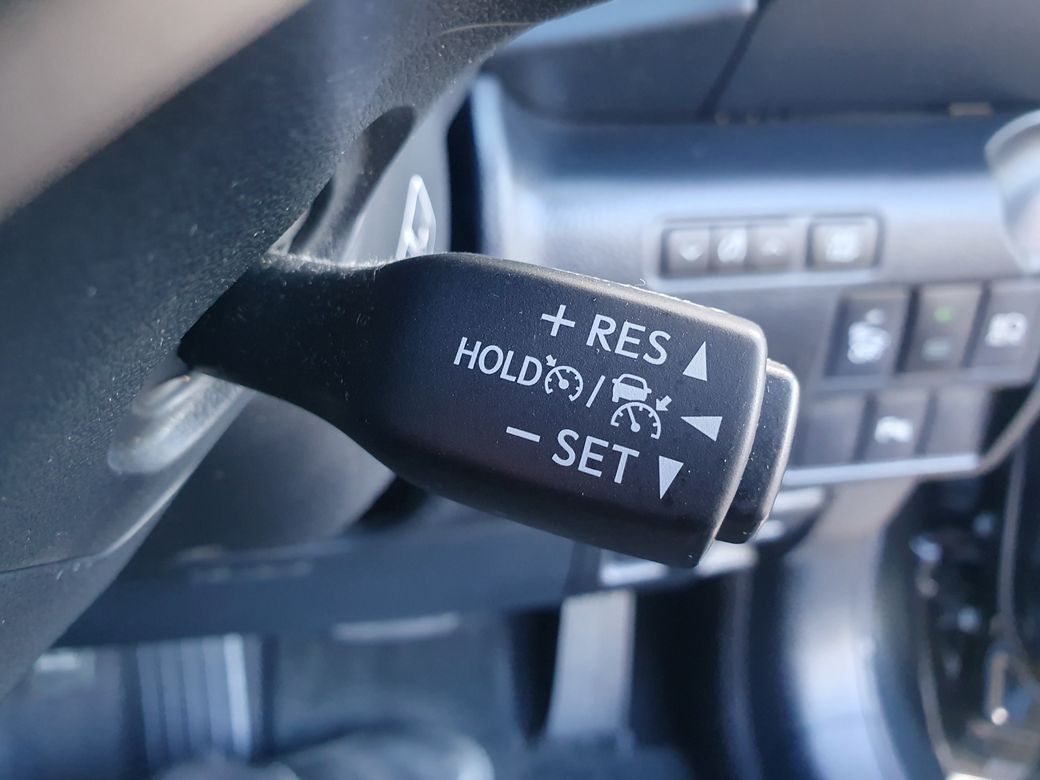 + RES
HOLD /
− SET